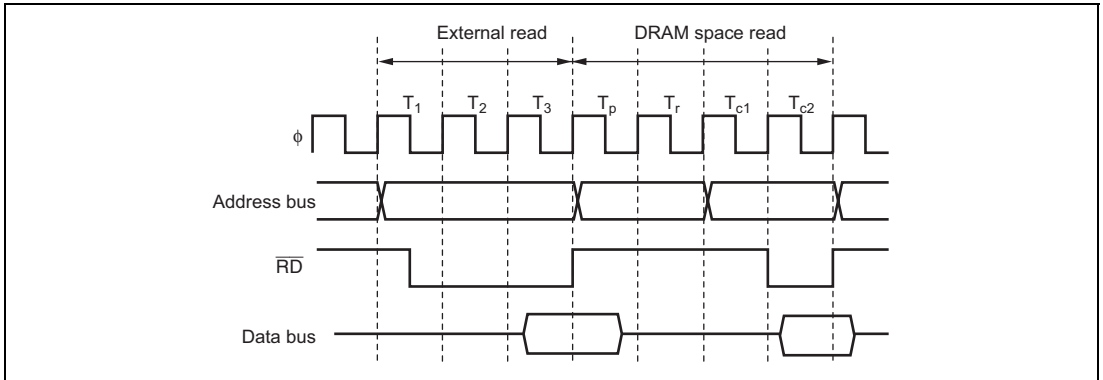 External read DRAM space read
T1 T2 T3 Tp Tr Tc1 Tc2
ϕ
Address bus
RD
Data bus